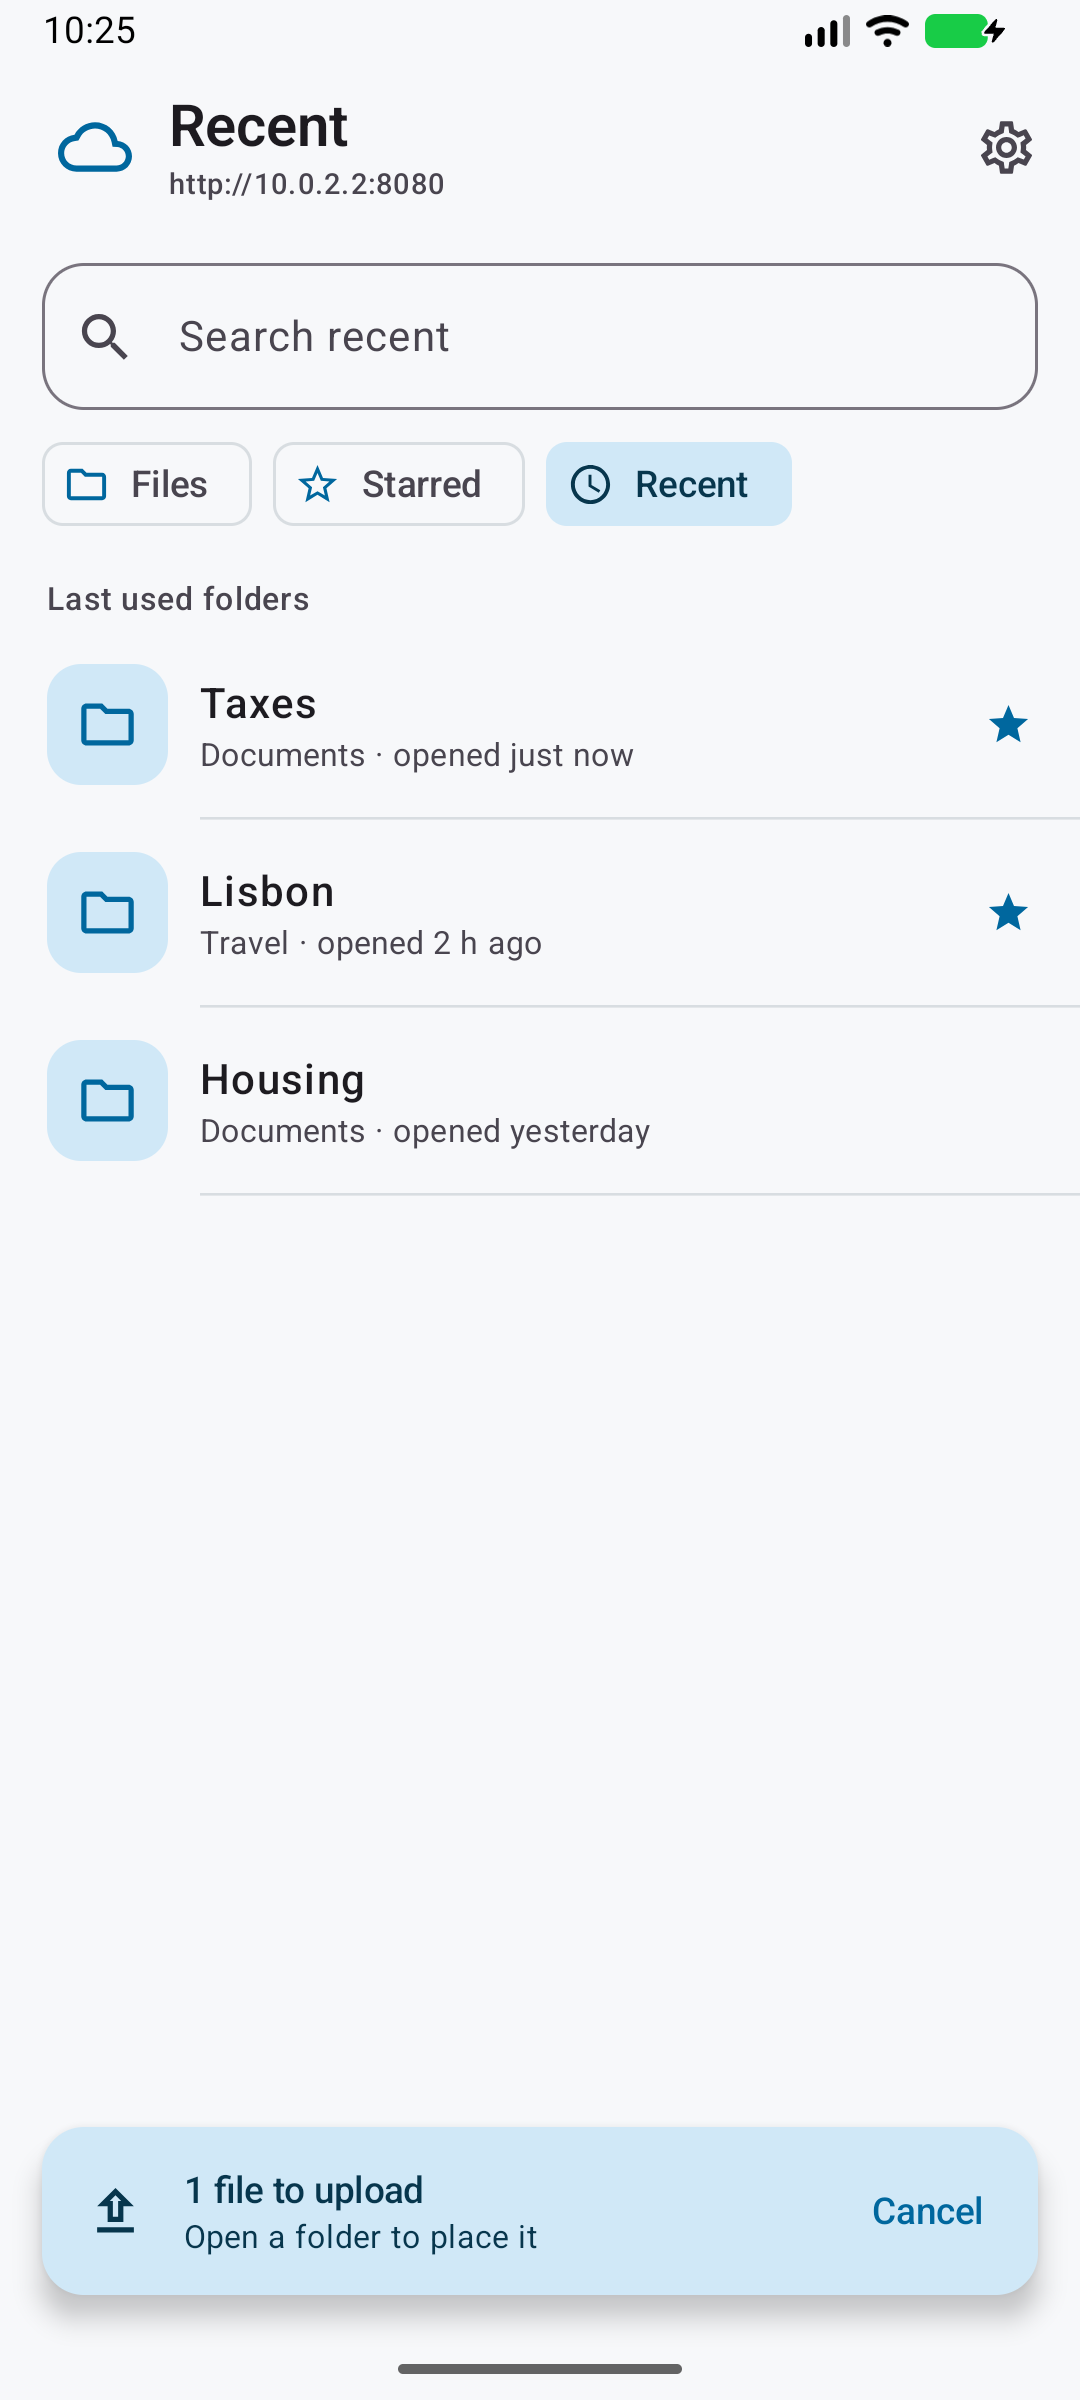 10:25
Recent
http://10.0.2.2:8080
Search recent
Files
Starred
Recent
Last used folders
Taxes
Documents · opened just now
Lisbon
Travel · opened 2 h ago
Housing
Documents · opened yesterday
1 file to upload
Open a folder to place it
Cancel